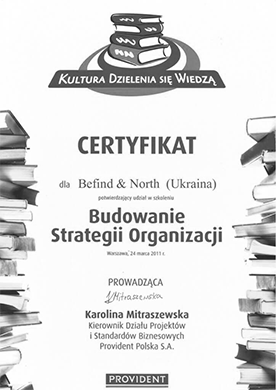 KULTURA DZIELENIA SIĘ WIEDZĄ
CERTYFIKAT
dla Befind & North (Ukraina)
potwierdzający udział w szkoleniu
Budowanie
Strategii Organizacji
Warszawa, 24 marca 2011 r.
PROWADZĄCA
KMitraszewska
Karolina Mitraszewska
Kierownik Działu Projektów
i Standardów Biznesowych
Provident Polska S.A.
PROVIDENT